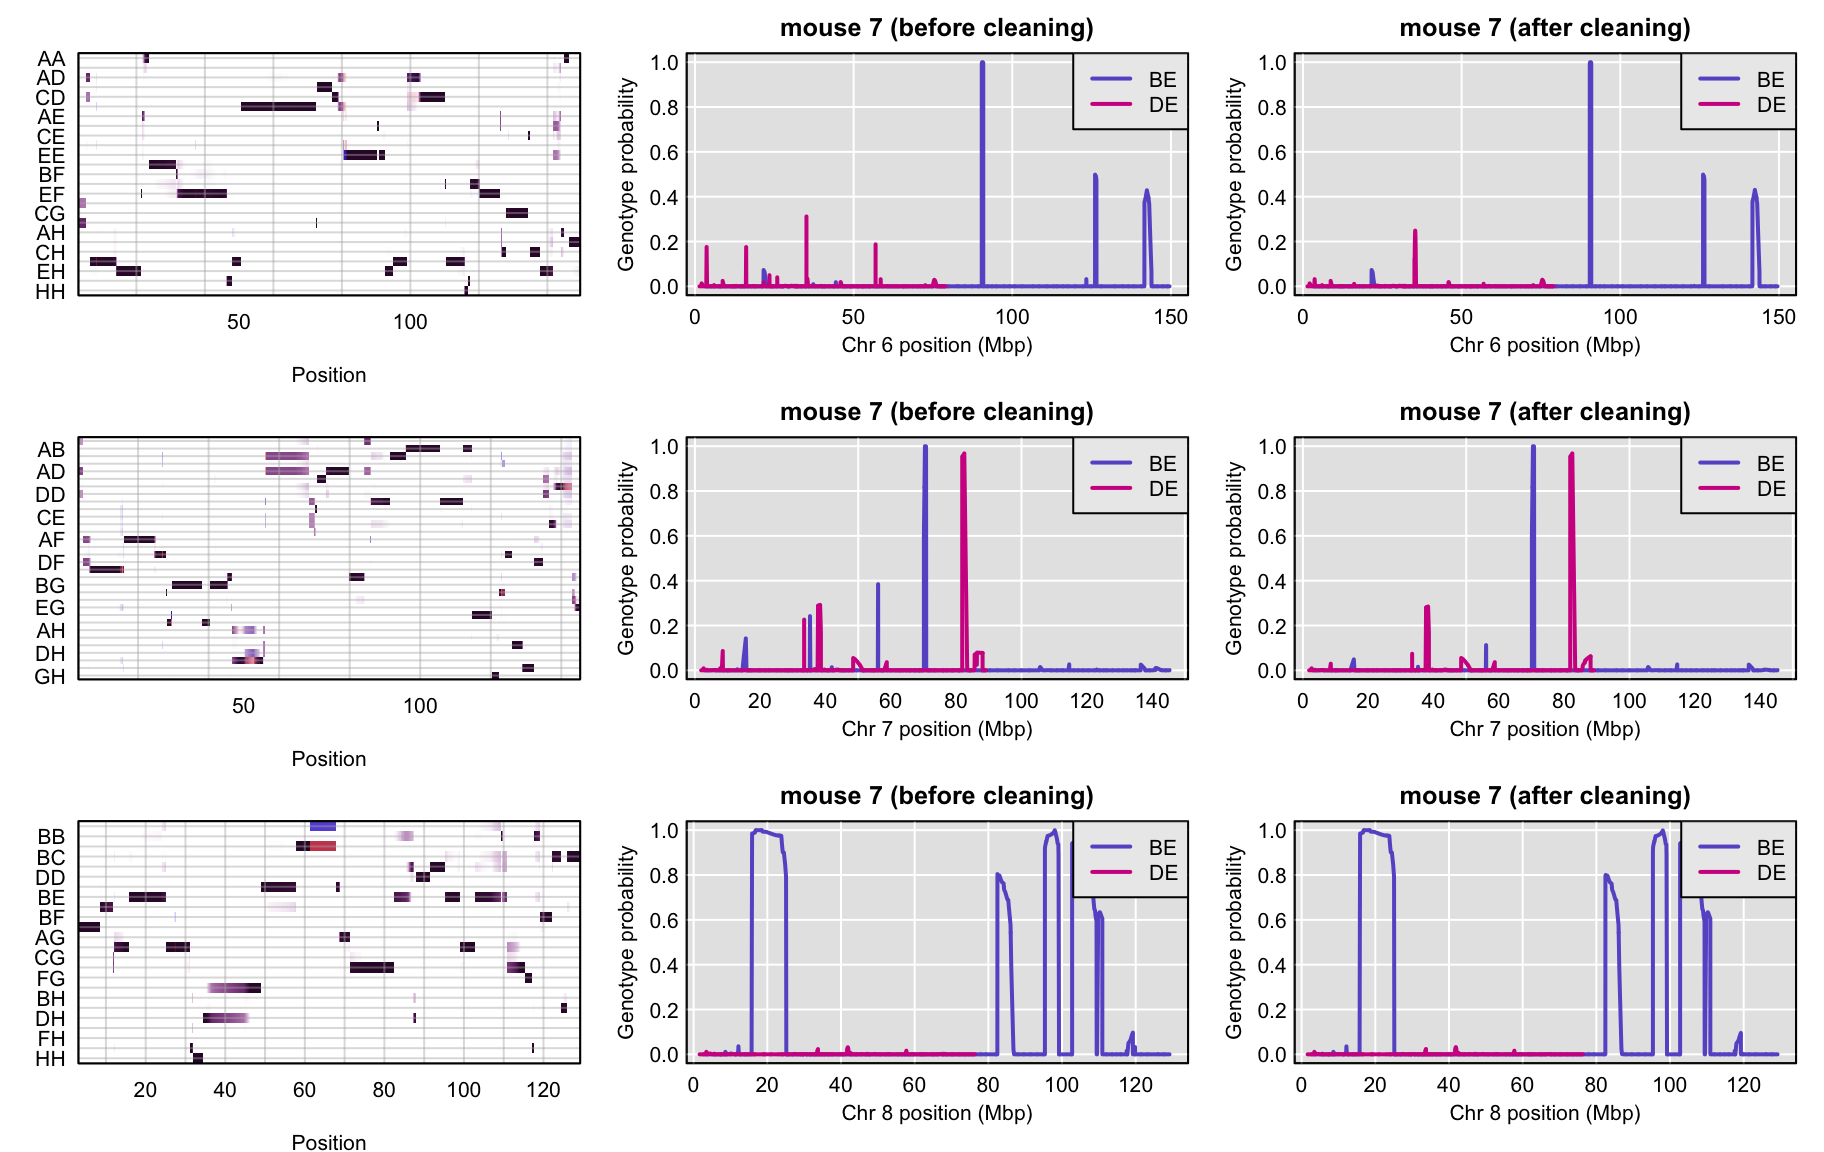 AA
AD
CD
AE
CE
EE
BF
EF
CG
AH
CH
EH
HH
50 100
Position
mouse 7 (before cleaning)
Genotype probability
1.0
0.8
0.6
0.4
0.2
0.0
BE
DE
0 50 100 150
Chr 6 position (Mbp)
mouse 7 (after cleaning)
Genotype probability
1.0
0.8
0.6
0.4
0.2
0.0
BE
DE
0 50 100 150
Chr 6 position (Mbp)
AB
AD
DD
CE
AF
DF
BG
EG
AH
DH
GH
50 100
Position
mouse 7 (before cleaning)
Genotype probability
1.0
0.8
0.6
0.4
0.2
0.0
BE
DE
0 20 40 60 80 100 120 140
Chr 7 position (Mbp)
mouse 7 (after cleaning)
Genotype probability
1.0
0.8
0.6
0.4
0.2
0.0
BE
DE
0 20 40 60 80 100 120 140
Chr 7 position (Mbp)
BB
BC
DD
BE
BF
AG
CG
FG
BH
DH
FH
HH
20 40 60 80 100 120
Position
mouse 7 (before cleaning)
Genotype probability
1.0
0.8
0.6
0.4
0.2
0.0
BE
DE
0 20 40 60 80 100 120
Chr 8 position (Mbp)
mouse 7 (after cleaning)
Genotype probability
1.0
0.8
0.6
0.4
0.2
0.0
BE
DE
0 20 40 60 80 100 120
Chr 8 position (Mbp)